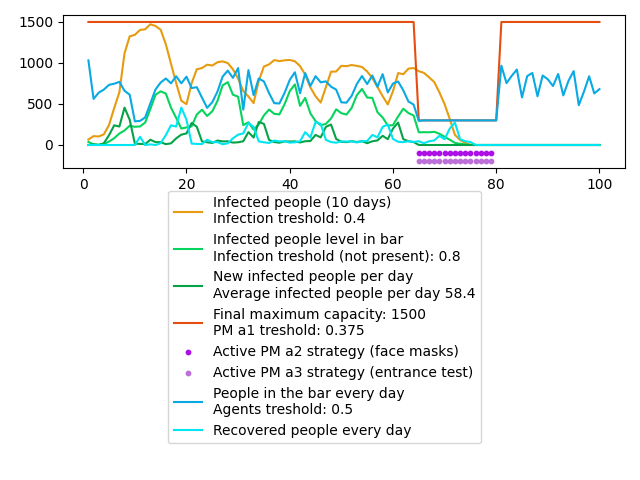 1500
1000
500
0
0 20 40 60 80 100
Infected people (10 days)
Infection treshold: 0.4
Infected people level in bar
Infection treshold (not present): 0.8
New infected people per day
Average infected people per day 58.4
Final maximum capacity: 1500
PM a1 treshold: 0.375
Active PM a2 strategy (face masks)
Active PM a3 strategy (entrance test)
People in the bar every day
Agents treshold: 0.5
Recovered people every day